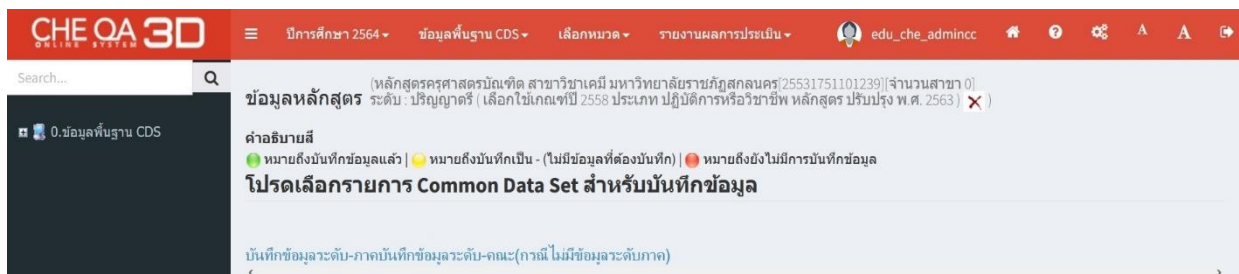 CHE QA 3D
ONLINE SYSTEM
ปีการศึกษา 2564 ข้อมูลพื้นฐาน CDS เลือกหมวด รายงานผลการประเมิน edu_che_admincc A A
Search...
0.ข้อมูลพื้นฐาน CDS
(หลักสูตรครุศาสตรบัณฑิต สาขาวิชาเคมี มหาวิทยาลัยราชภัฏสกลนคร[25531751101239][จำนวนสาขา 0]
ข้อมูลหลักสูตร ระดับ : ปริญญาตรี ( เลือกใช้เกณฑ์ปี 2558 ประเภท ปฏิบัติการหรือวิชาชีพ หลักสูตร ปรับปรุง พ.ศ. 2563 ) X )
คำอธิบายสี
หมายถึงบันทึกข้อมูลแล้ว | หมายถึงบันทึกเป็น - (ไม่มีข้อมูลที่ต้องบันทึก) | หมายถึงยังไม่มีการบันทึกข้อมูล
โปรดเลือกรายการ Common Data Set สำหรับบันทึกข้อมูล
บันทึกข้อมูลระดับ-ภาคบันทึกข้อมูลระดับ-คณะ(กรณีไม่มีข้อมูลระดับภาค)